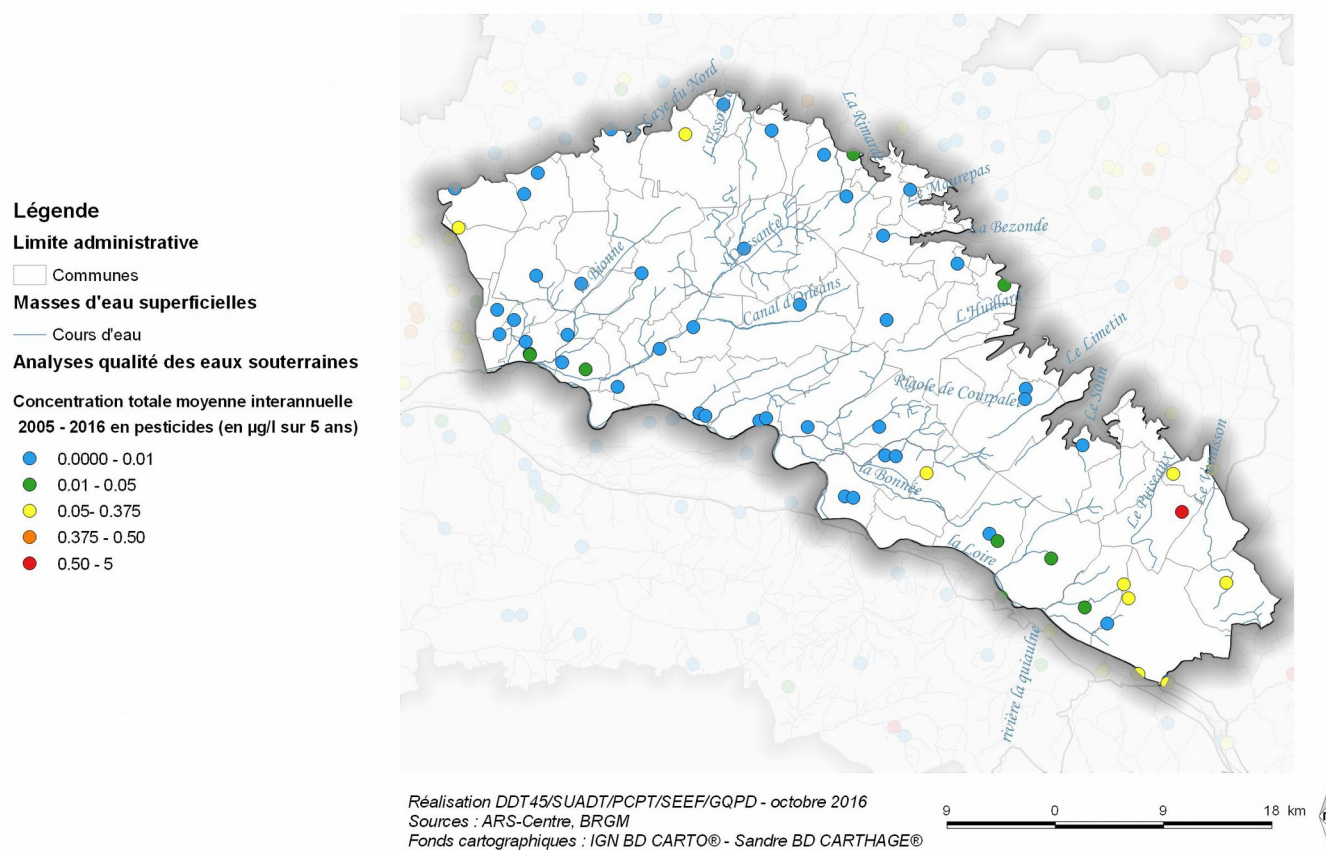 Légende
Limite administrative
Communes
Masses d'eau superficielles
Cours d'eau
Analyses qualité des eaux souterraines
Concentration totale moyenne interannuelle
2005 - 2016 en pesticides (en µg/l sur 5 ans)
0.0000 - 0.01
0.01 - 0.05
0.05- 0.375
0.375 - 0.50
0.50 - 5
Laye du Nord
La Rimarde
Le Maurepas
La Bezonde
La Bionne
Canal d'Orléans
L'Huillard
Le Limetin
Rigole de Courpalet
Le Solin
la Bonnée
Le Puiseaux
la Loire
rivière la quiaulne
Réalisation DDT45/SUADT/PCPT/SEEF/GQPD - octobre 2016
Sources : ARS-Centre, BRGM
Fonds cartographiques : IGN BD CARTO® - Sandre BD CARTHAGE®
9 0 9 18 km